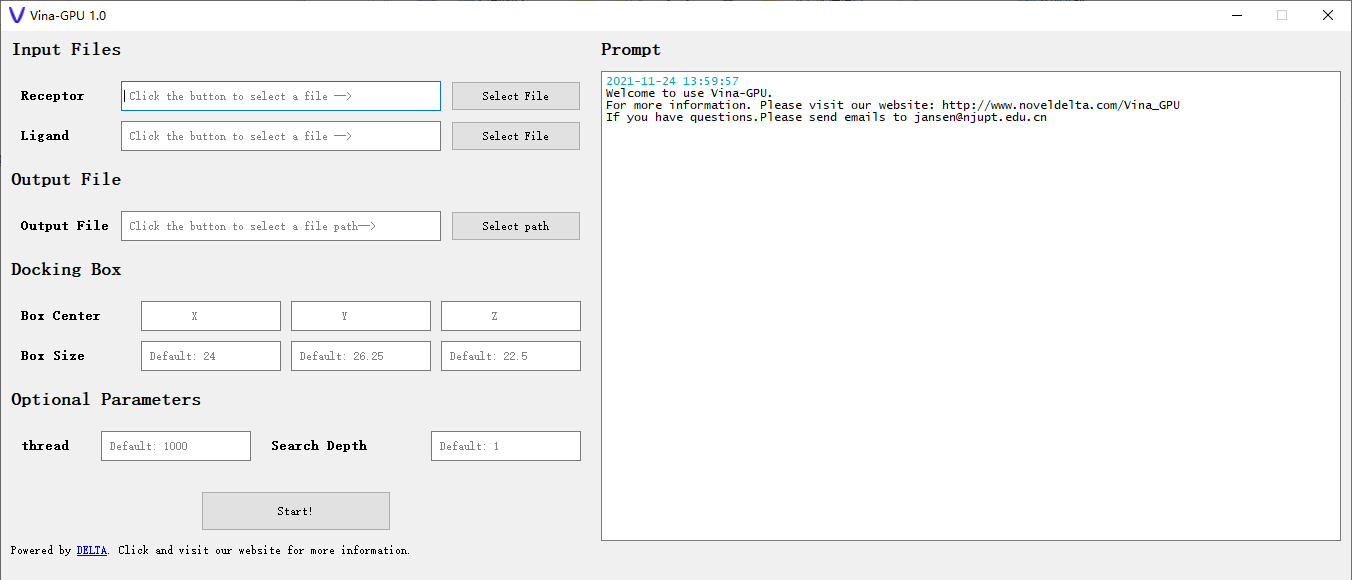 Vina-GPU 1.0
Input Files
Receptor Click the button to select a file —> Select File
Ligand Click the button to select a file —> Select File
Output File
Output File Click the button to select a file path—> Select path
Docking Box
Box Center X Y Z
Box Size Default: 24 Default: 26.25 Default: 22.5
Optional Parameters
thread Default: 1000 Search Depth Default: 1
Start!
Powered by DELTA. Click and visit our website for more information.
Prompt
2021-11-24 13:59:57
Welcome to use Vina-GPU.
For more information. Please visit our website: http://www.noveldelta.com/Vina_GPU
If you have questions.Please send emails to jansen@njupt.edu.cn